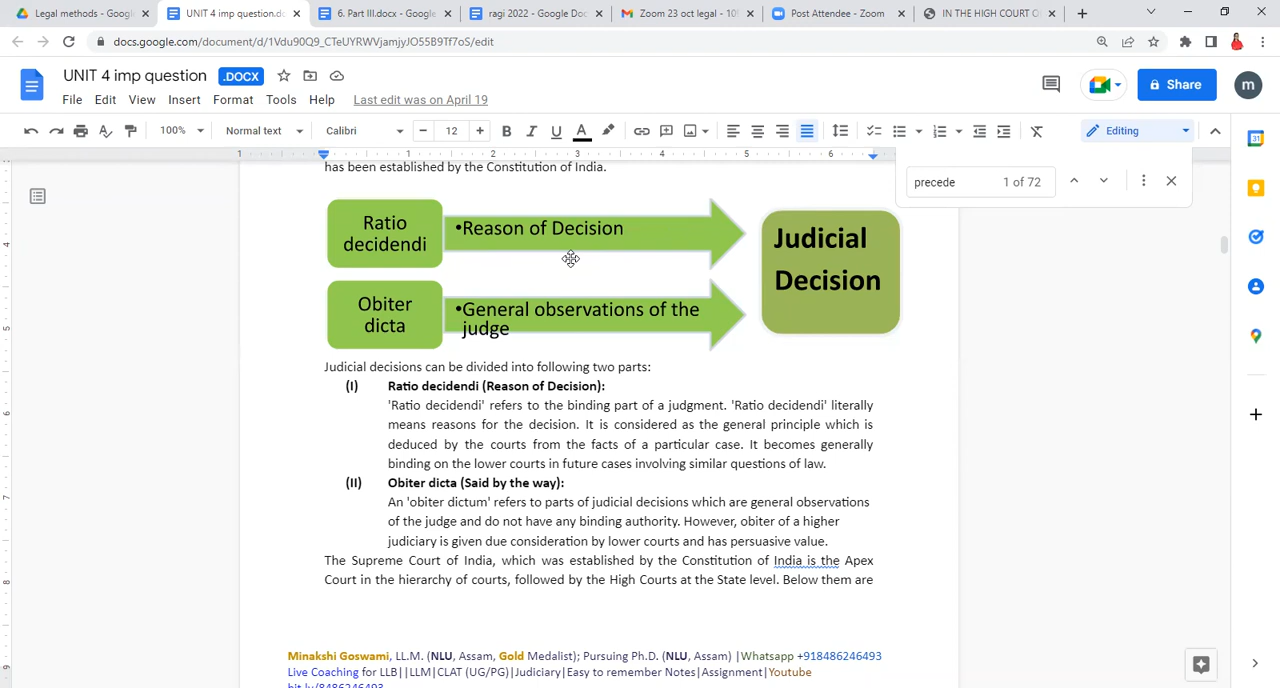 Legal methods - Googl
UNIT 4 imp question.do
6. Part III.docx - Google
ragi 2022 - Google Doc
Zoom 23 oct legal - 10
Post Attendee - Zoom
IN THE HIGH COURT O
docs.google.com/document/d/1Vdu90Q9_CTeUYRWVjamjyJO55B9Tf7oS/edit
UNIT 4 imp question .DOCX
Share
m
File Edit View Insert Format Tools Help Last edit was on April 19
100% Normal text Calibri 12 Editing
precede 1 of 72
1 1 2 3 4 5 6
has been established by the Constitution of India.
Ratio
decidendi
•Reason of Decision
Obiter
dicta
•General observations of the
judge
Judicial
Decision
Judicial decisions can be divided into following two parts:
(I) Ratio decidendi (Reason of Decision):
'Ratio decidendi' refers to the binding part of a judgment. 'Ratio decidendi' literally
means reasons for the decision. It is considered as the general principle which is
deduced by the courts from the facts of a particular case. It becomes generally
binding on the lower courts in future cases involving similar questions of law.
(II) Obiter dicta (Said by the way):
An 'obiter dictum' refers to parts of judicial decisions which are general observations
of the judge and do not have any binding authority. However, obiter of a higher
judiciary is given due consideration by lower courts and has persuasive value.
The Supreme Court of India, which was established by the Constitution of India is the Apex
Court in the hierarchy of courts, followed by the High Courts at the State level. Below them are
Minakshi Goswami, LL.M. (NLU, Assam, Gold Medalist); Pursuing Ph.D. (NLU, Assam) |Whatsapp +918486246493
Live Coaching for LLB||LLM|CLAT (UG/PG)|Judiciary|Easy to remember Notes|Assignment|Youtube
bit.ly/8486246493